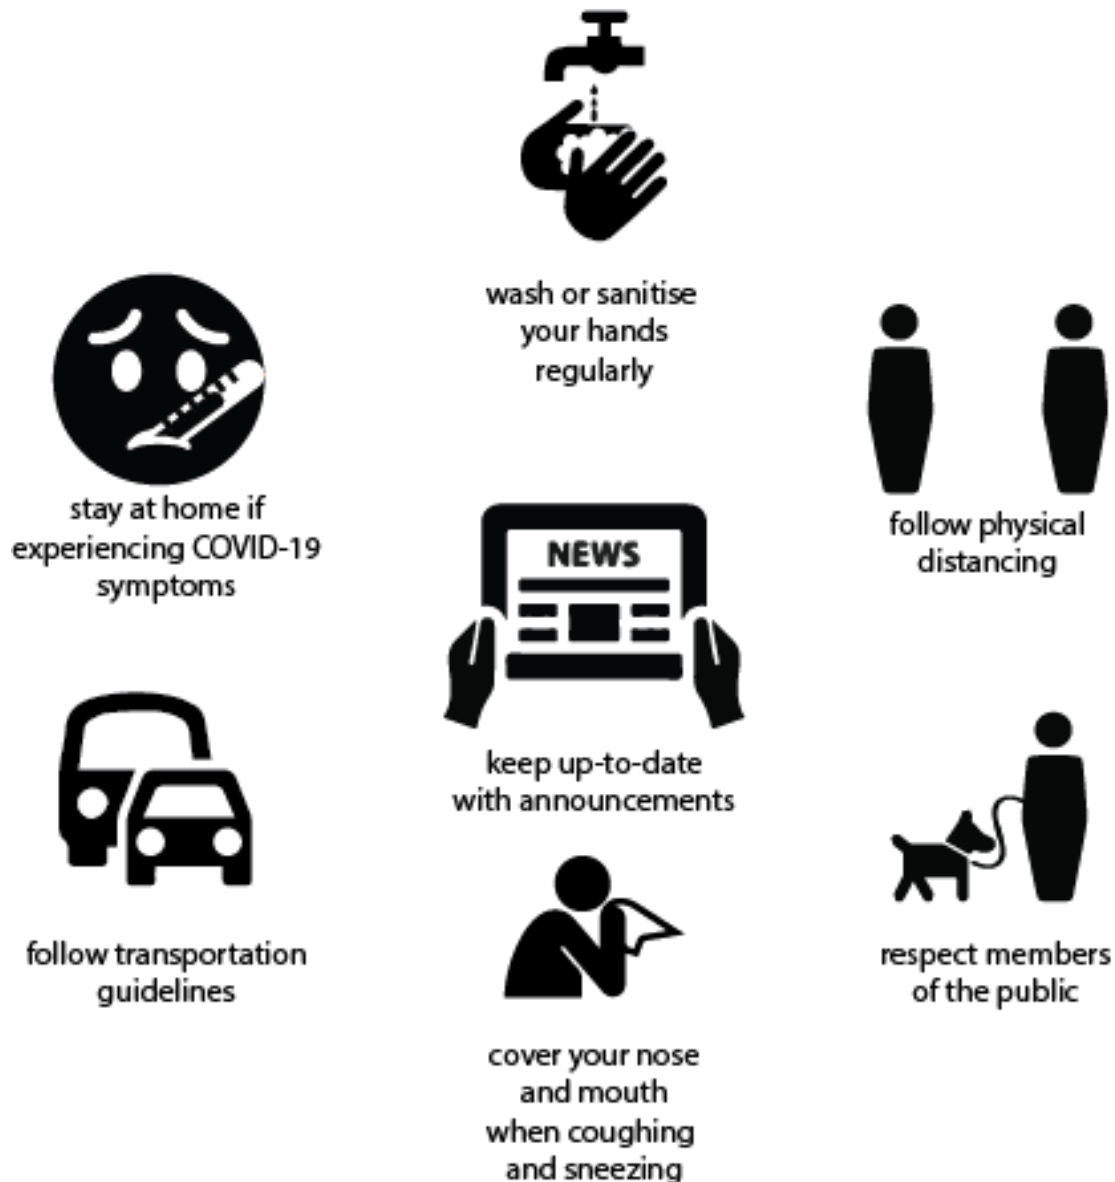 wash or sanitise
your hands
regularly
stay at home if
experiencing COVID-19
symptoms
follow physical
distancing
NEWS
keep up-to-date
with announcements
follow transportation
guidelines
respect members
of the public
cover your nose
and mouth
when coughing
and sneezing